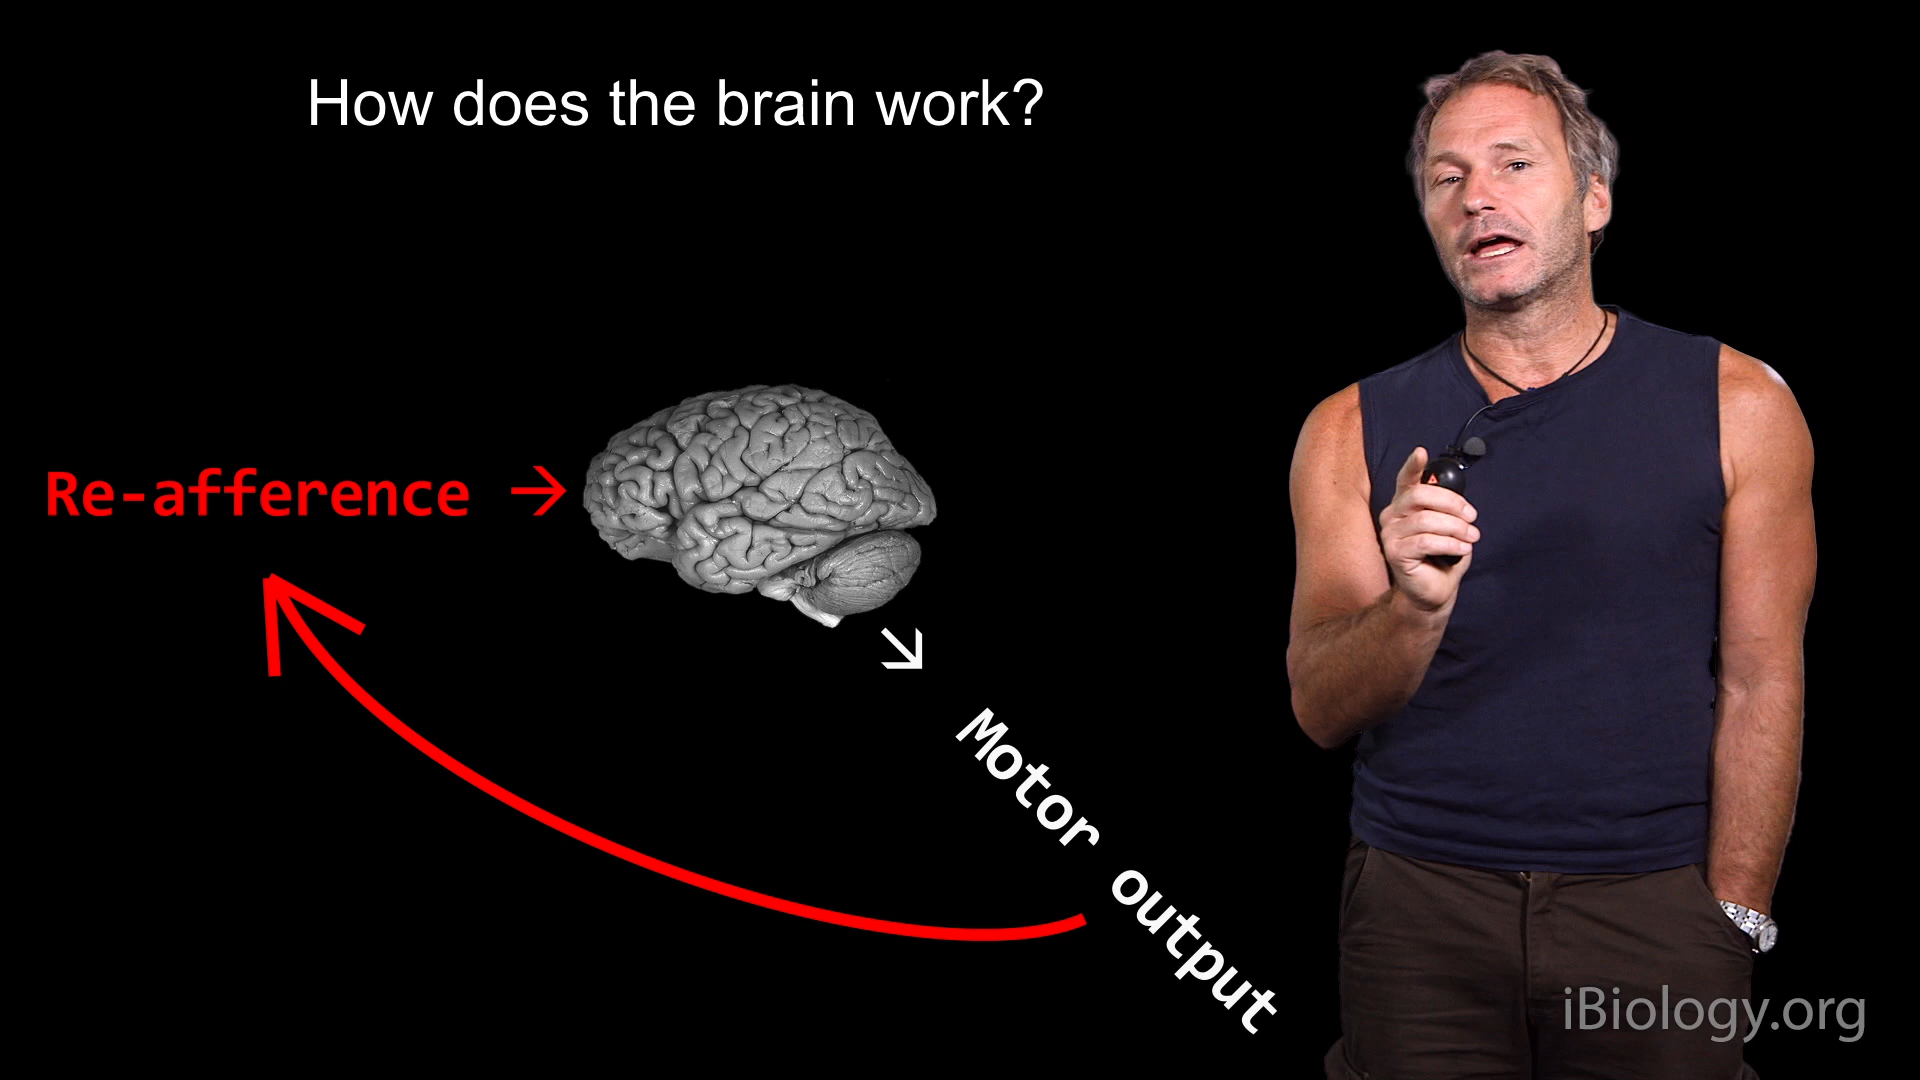 How does the brain work?
Re-afference →
→ Motor output
iBiology.org